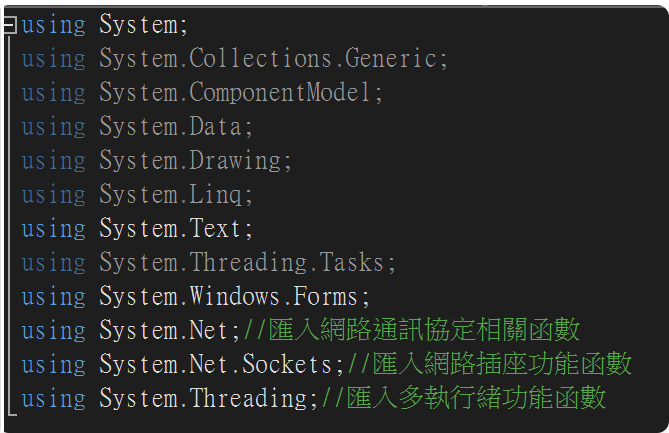 using System;
using System.Collections.Generic;
using System.ComponentModel;
using System.Data;
using System.Drawing;
using System.Linq;
using System.Text;
using System.Threading.Tasks;
using System.Windows.Forms;
using System.Net;//匯入網路通訊協定相關函數
using System.Net.Sockets;//匯入網路插座功能函數
using System.Threading;//匯入多執行緒功能函數